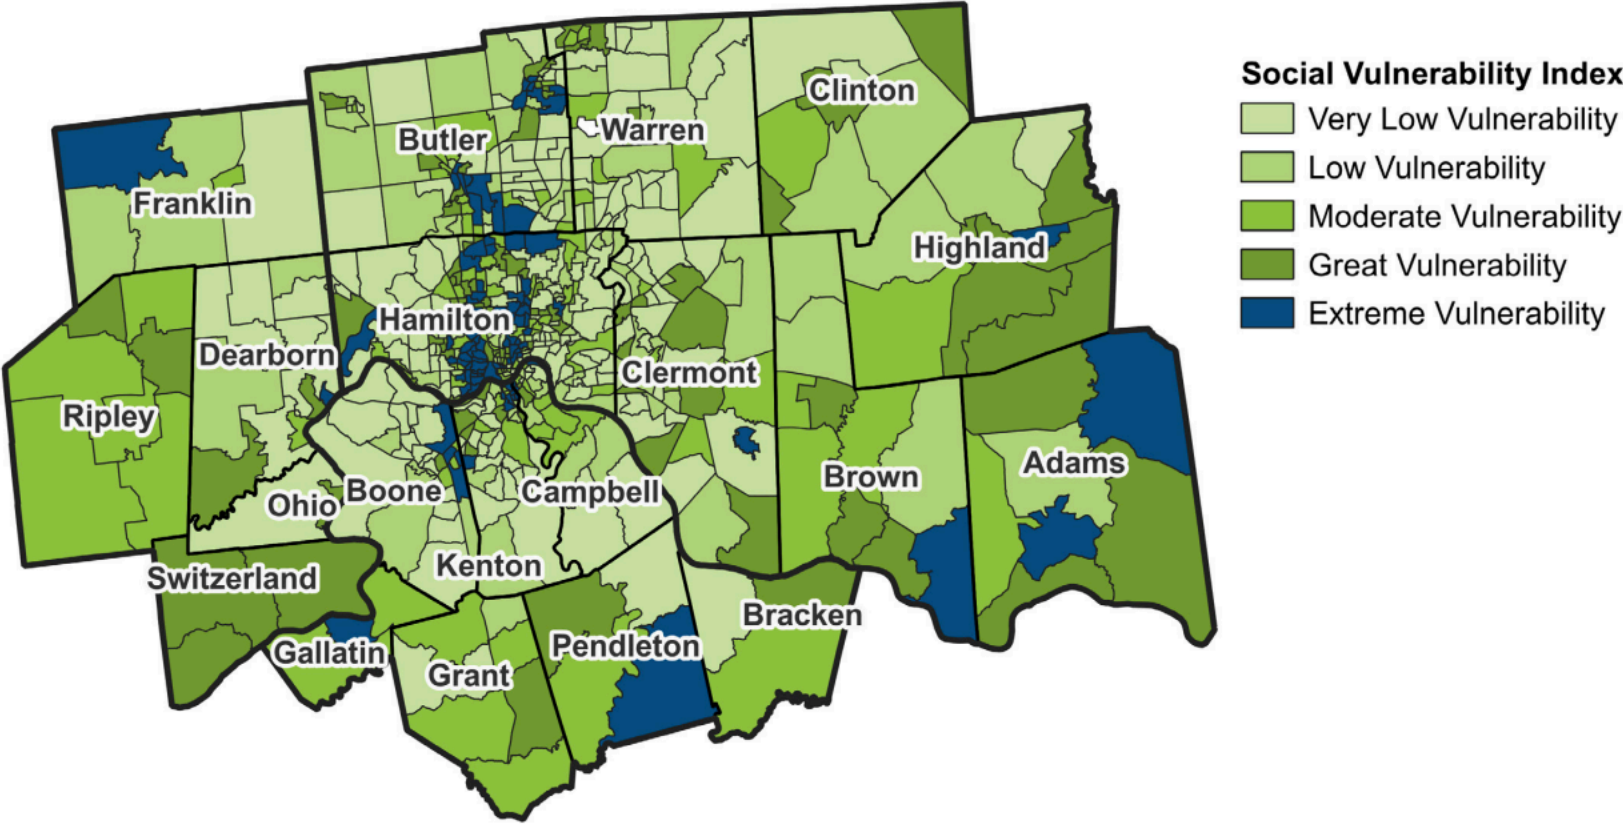 Social Vulnerability Index
Very Low Vulnerability
Low Vulnerability
Moderate Vulnerability
Great Vulnerability
Extreme Vulnerability
Clinton
Butler
Warren
Franklin
Highland
Hamilton
Dearborn
Clermont
Ripley
Adams
Brown
Ohio
Boone
Campbell
Kenton
Switzerland
Bracken
Gallatin
Pendleton
Grant